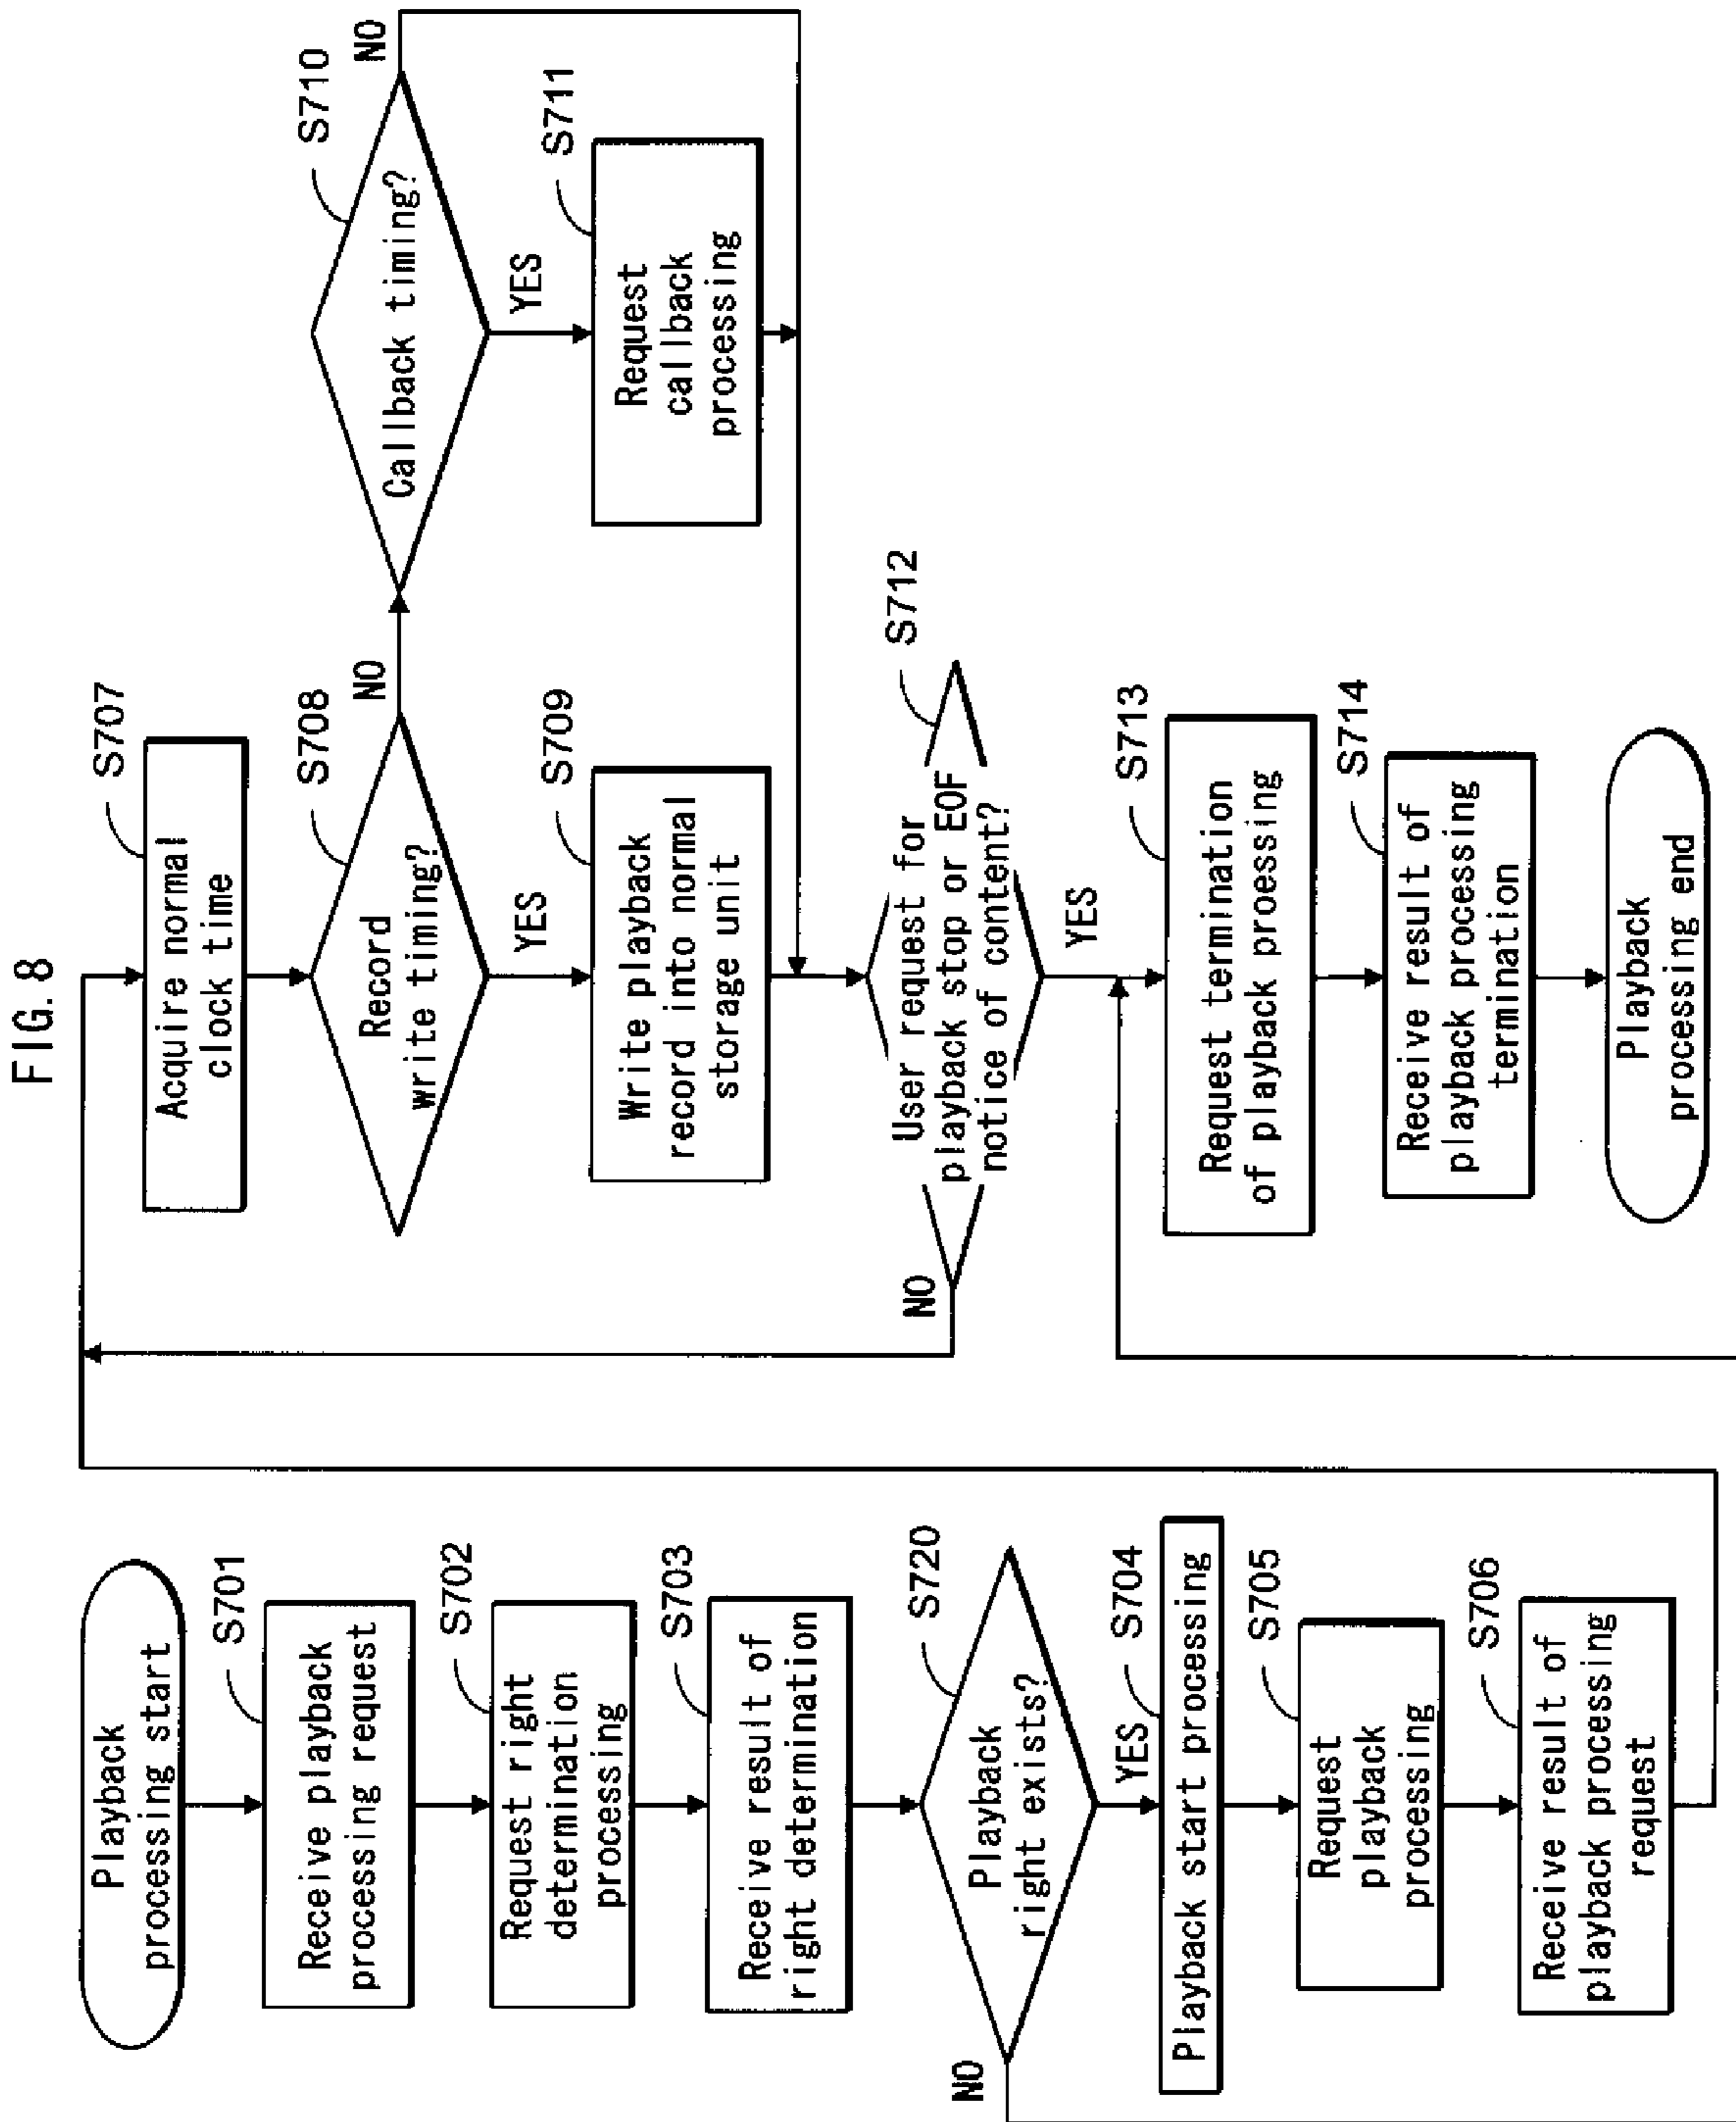 FIG. 8
Playback
processing start
S701
Receive playback
processing request
S702
Request right
determination
processing
S703
Receive result of
right determination
S720
Playback
right exists?
NO
YES
S704
Playback start processing
S705
Request
playback
processing
S706
Receive result of
playback processing
request
S707
Acquire normal
clock time
S708
Record
write timing?
NO
YES
S709
Write playback
record into normal
storage unit
S710
Callback timing?
NO
YES
S711
Request
callback
processing
S712
User request for
playback stop or EOF
notice of content?
NO
YES
S713
Request termination
of playback proessing
S714
Receive result of
playback processing
termination
Playback
processing end